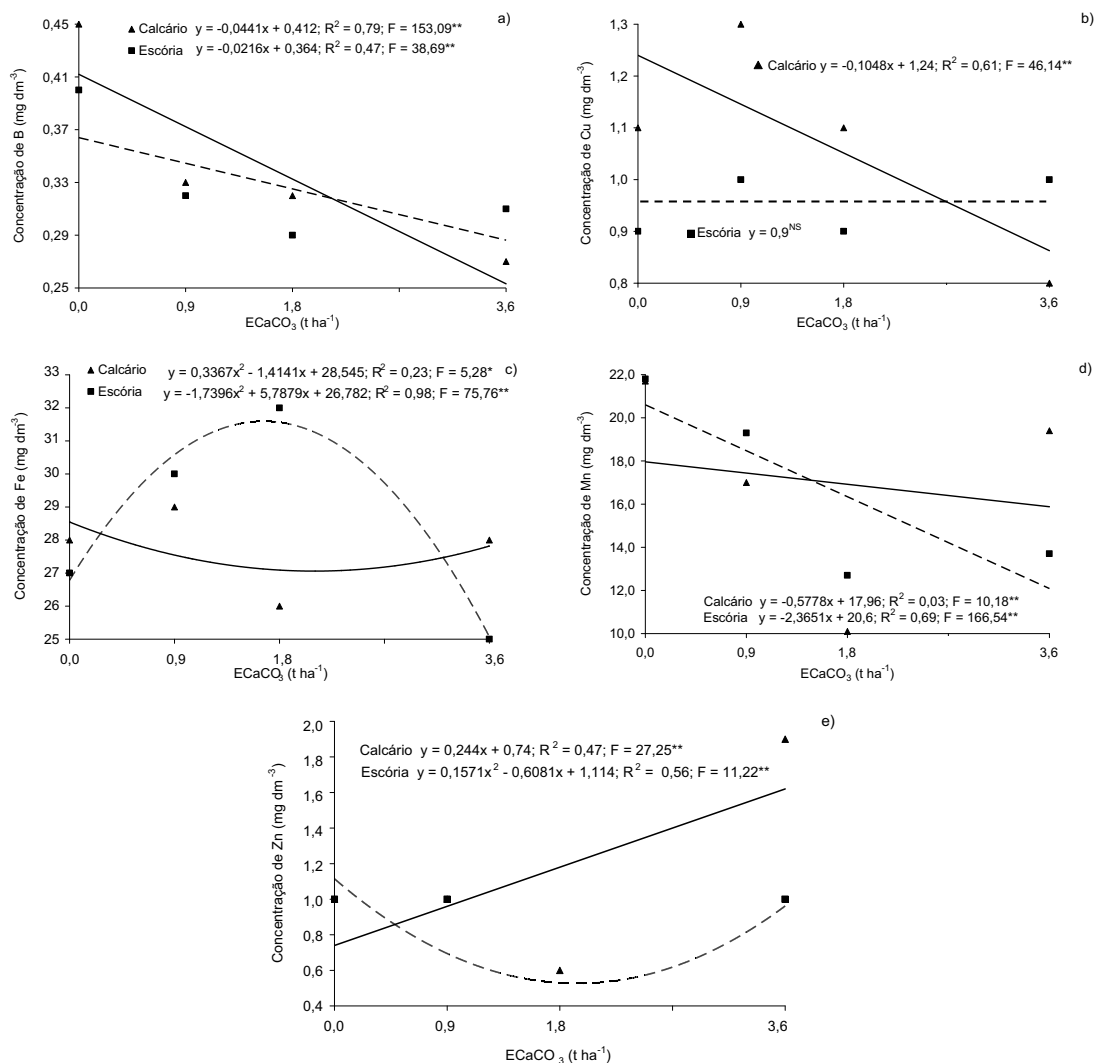 a)
▲ Calcário y = -0,0441x + 0,412; R² = 0,79; F = 153,09**
■ Escória y = -0,0216x + 0,364; R² = 0,47; F = 38,69**
Concentração de B (mg dm⁻³)
0,45
0,41
0,37
0,33
0,29
0,25
0,0 0,9 1,8 3,6
ECaCO₃ (t ha⁻¹)
b)
▲ Calcário y = -0,1048x + 1,24; R² = 0,61; F = 46,14**
■ Escória y = 0,9ᴺˢ
Concentração de Cu (mg dm⁻³)
1,3
1,2
1,1
1,0
0,9
0,8
0,0 0,9 1,8 3,6
ECaCO₃ (t ha⁻¹)
c)
▲ Calcário y = 0,3367x² - 1,4141x + 28,545; R² = 0,23; F = 5,28*
■ Escória y = -1,7396x² + 5,7879x + 26,782; R² = 0,98; F = 75,76**
Concentração de Fe (mg dm⁻³)
33
32
31
30
29
28
27
26
25
0,0 0,9 1,8 3,6
ECaCO₃ (t ha⁻¹)
d)
Concentração de Mn (mg dm⁻³)
22,0
20,0
18,0
16,0
14,0
12,0
10,0
Calcário y = -0,5778x + 17,96; R² = 0,03; F = 10,18**
Escória y = -2,3651x + 20,6; R² = 0,69; F = 166,54**
0,0 0,9 1,8 3,6
ECaCO₃ (t ha⁻¹)
e)
Calcário y = 0,244x + 0,74; R² = 0,47; F = 27,25**
Escória y = 0,1571x² - 0,6081x + 1,114; R² = 0,56; F = 11,22**
Concentração de Zn (mg dm⁻³)
2,0
1,8
1,6
1,4
1,2
1,0
0,8
0,6
0,4
0,0 0,9 1,8 3,6
ECaCO₃ (t ha⁻¹)